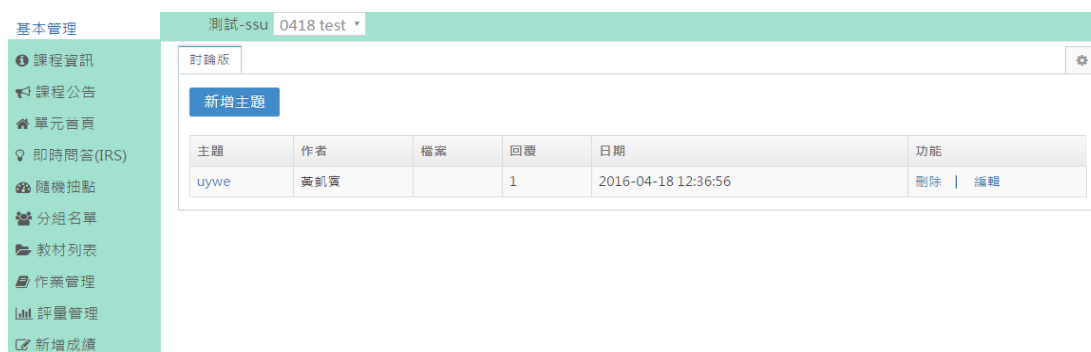 基本管理
測試-ssu 0418 test
課程資訊
課程公告
單元首頁
即時問答(IRS)
隨機抽點
分組名單
教材列表
作業管理
評量管理
新增成績
討論版
新增主題
主題 作者 檔案 回覆 日期 功能
uywe 黃凱賓 1 2016-04-18 12:36:56 刪除 | 編輯